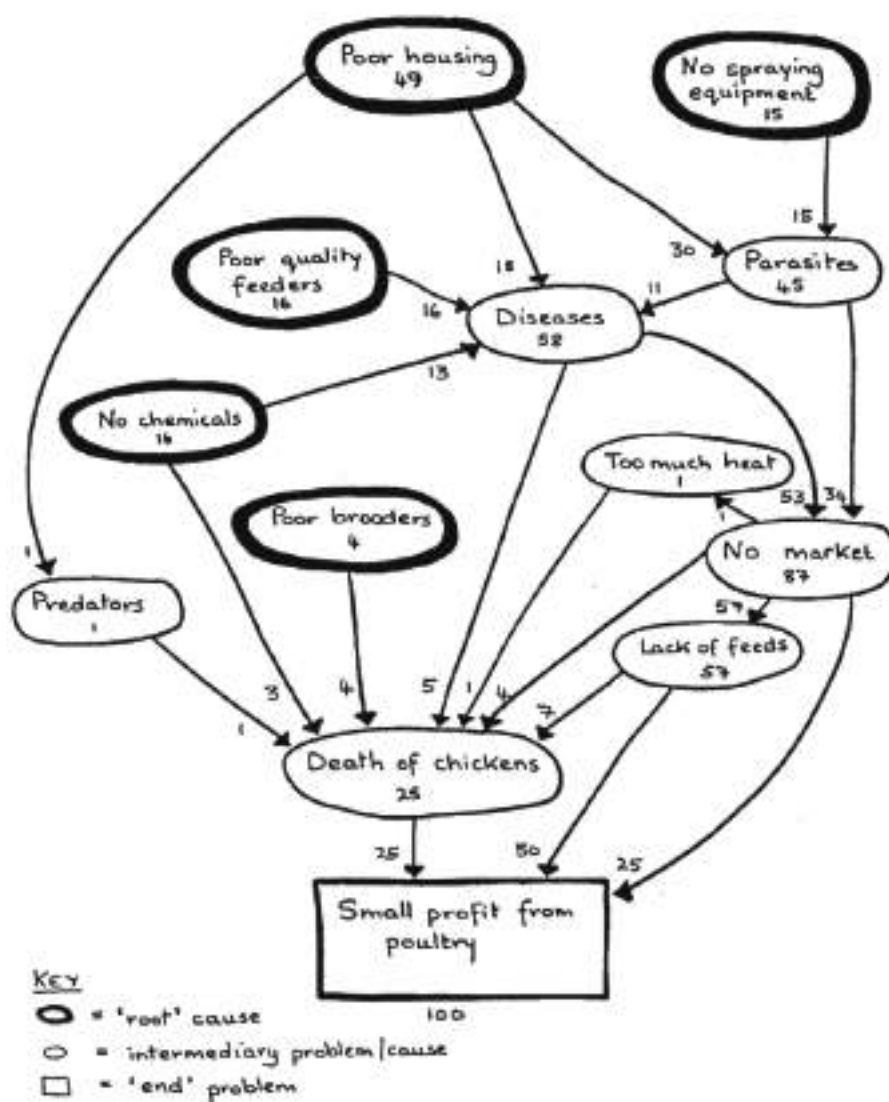 Poor housing
49
No spraying
equipment
15
15
Poor quality
feeders
16
18
30
Parasites
45
16
11
Diseases
58
13
No chemicals
16
Too much heat
1
Poor brooders
4
53
34
1
No market
87
1
Predators
1
57
Lack of feeds
57
3
4
5
1
4
7
1
Death of chickens
25
25
50
25
Small profit from
poultry
100
KEY
= 'root' cause
= intermediary problem/cause
= 'end' problem